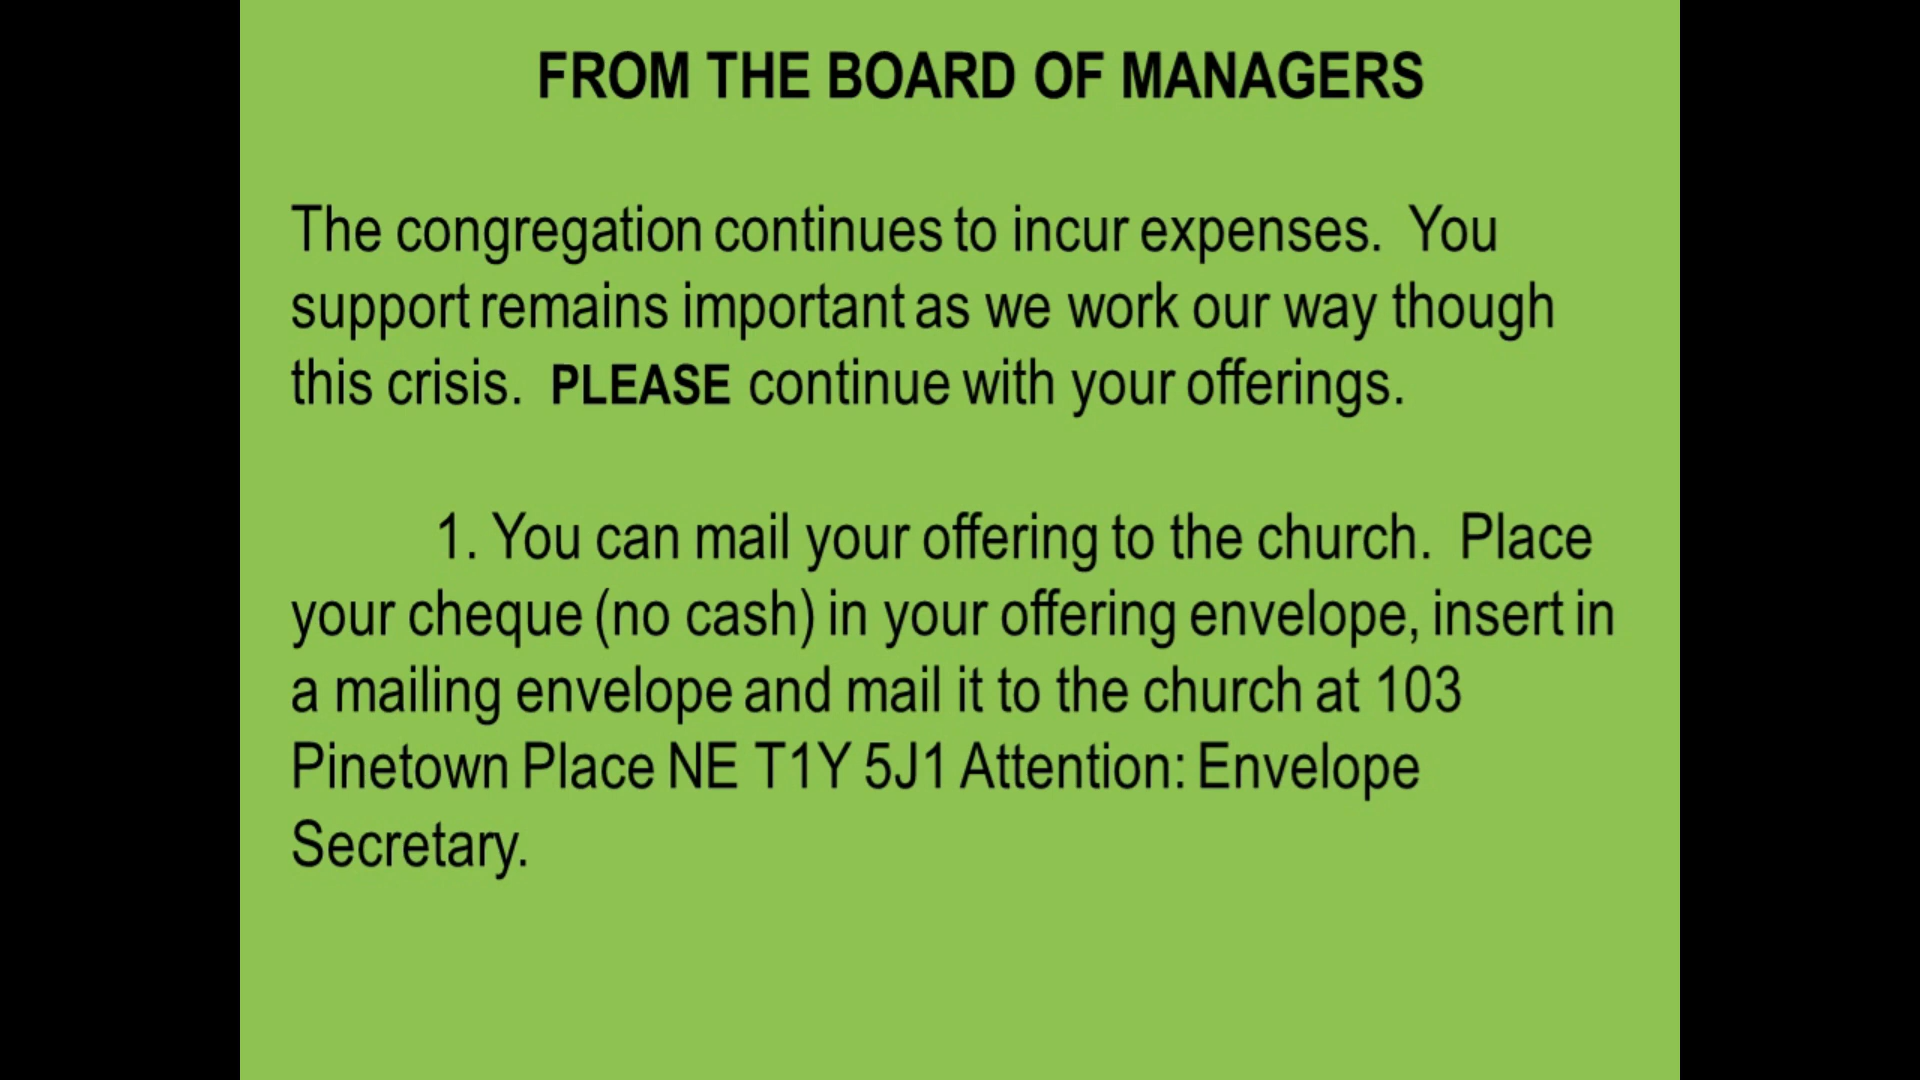 FROM THE BOARD OF MANAGERS
The congregation continues to incur expenses.  You
support remains important as we work our way though
this crisis.  PLEASE continue with your offerings.
1. You can mail your offering to the church.  Place
your cheque (no cash) in your offering envelope, insert in
a mailing envelope and mail it to the church at 103
Pinetown Place NE T1Y 5J1 Attention: Envelope
Secretary.